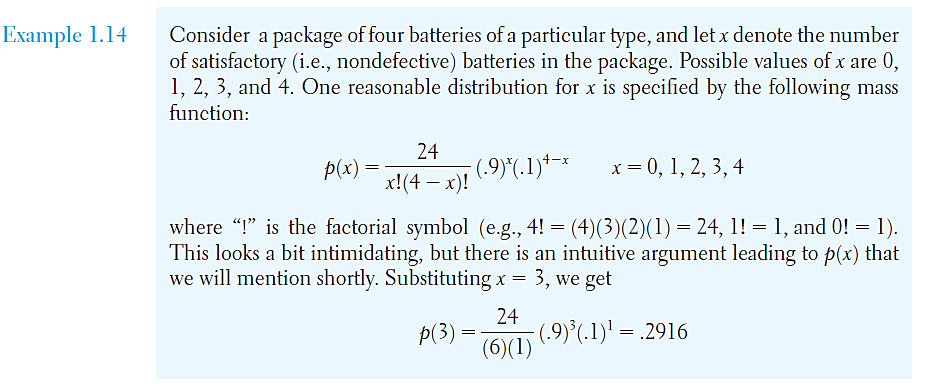 Example 1.14
Consider a package of four batteries of a particular type, and let x denote the number
of satisfactory (i.e., nondefective) batteries in the package. Possible values of x are 0,
1, 2, 3, and 4. One reasonable distribution for x is specified by the following mass
function:
p(x) = 24 / x!(4 − x)! (.9)^x(.1)^{4−x} x = 0, 1, 2, 3, 4
where “!” is the factorial symbol (e.g., 4! = (4)(3)(2)(1) = 24, 1! = 1, and 0! = 1).
This looks a bit intimidating, but there is an intuitive argument leading to p(x) that
we will mention shortly. Substituting x = 3, we get
p(3) = 24 / (6)(1) (.9)³(.1)¹ = .2916